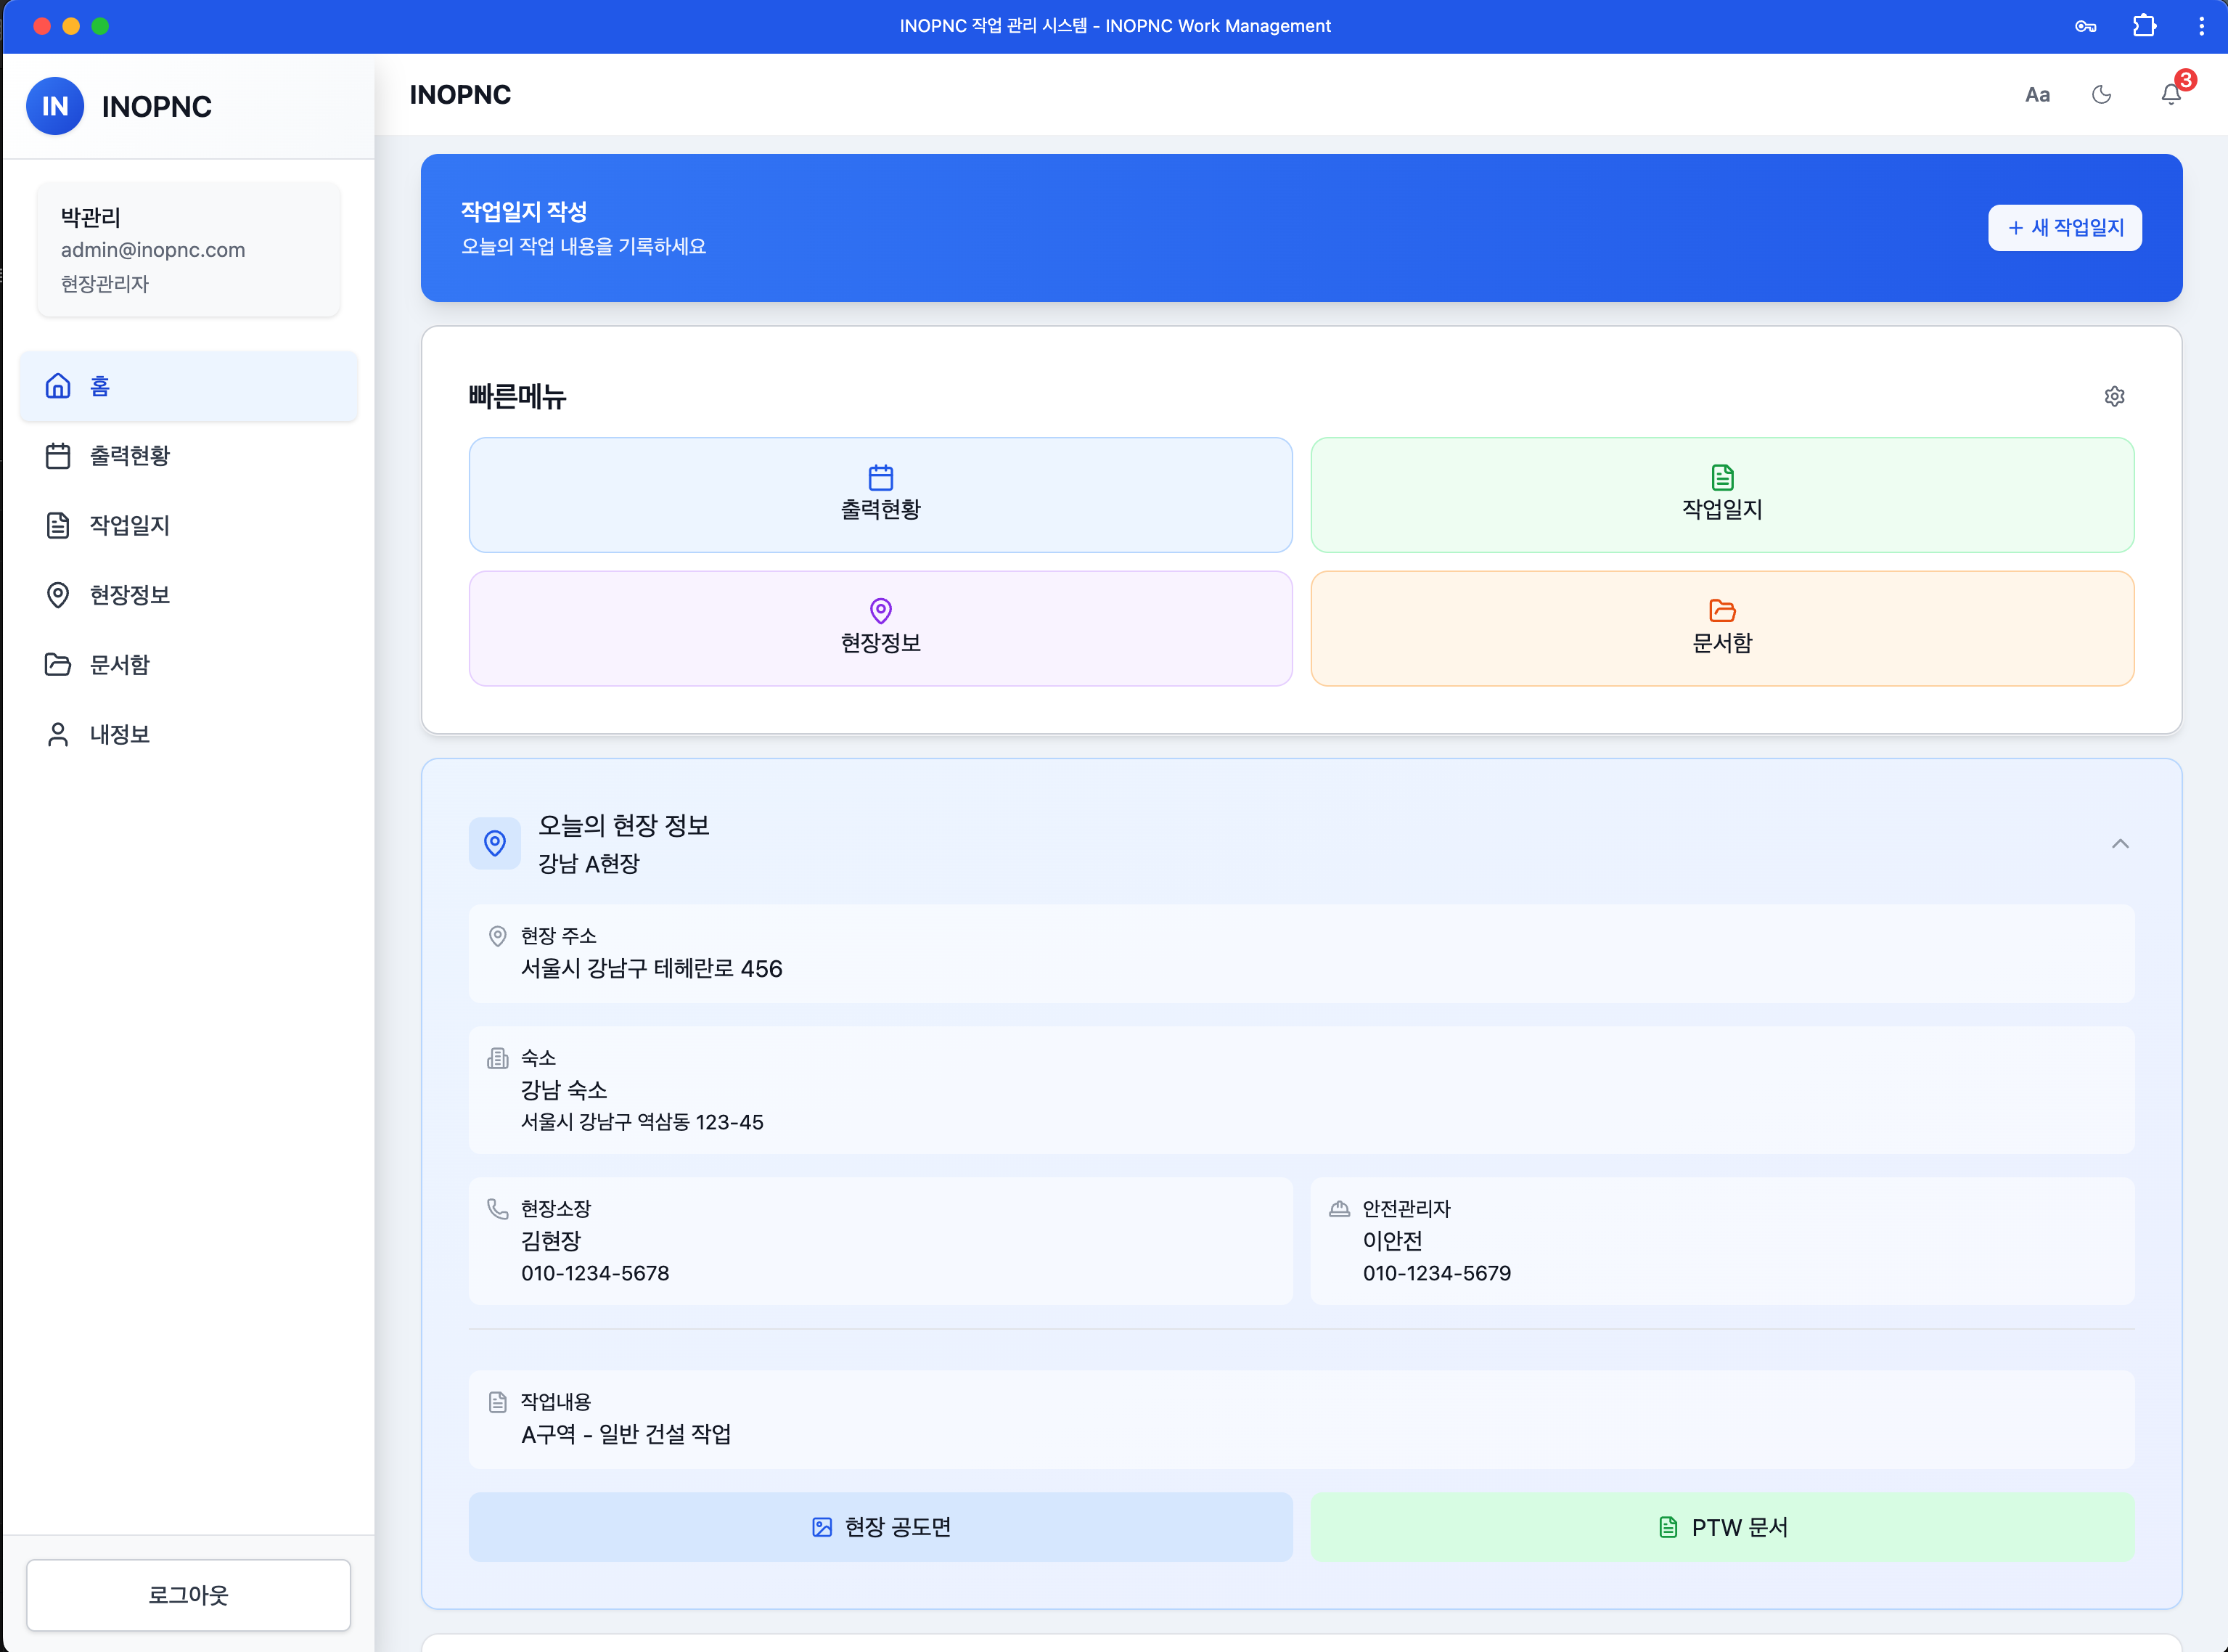 INOPNC 작업 관리 시스템 - INOPNC Work Management
IN
INOPNC
박관리
admin@inopnc.com
현장관리자
홈
출력현황
작업일지
현장정보
문서함
내정보
로그아웃
INOPNC
Aa
3
작업일지 작성
오늘의 작업 내용을 기록하세요
+ 새 작업일지
빠른메뉴
출력현황
작업일지
현장정보
문서함
오늘의 현장 정보
강남 A현장
현장 주소
서울시 강남구 테헤란로 456
숙소
강남 숙소
서울시 강남구 역삼동 123-45
현장소장
김현장
010-1234-5678
안전관리자
이안전
010-1234-5679
작업내용
A구역 - 일반 건설 작업
현장 공도면
PTW 문서